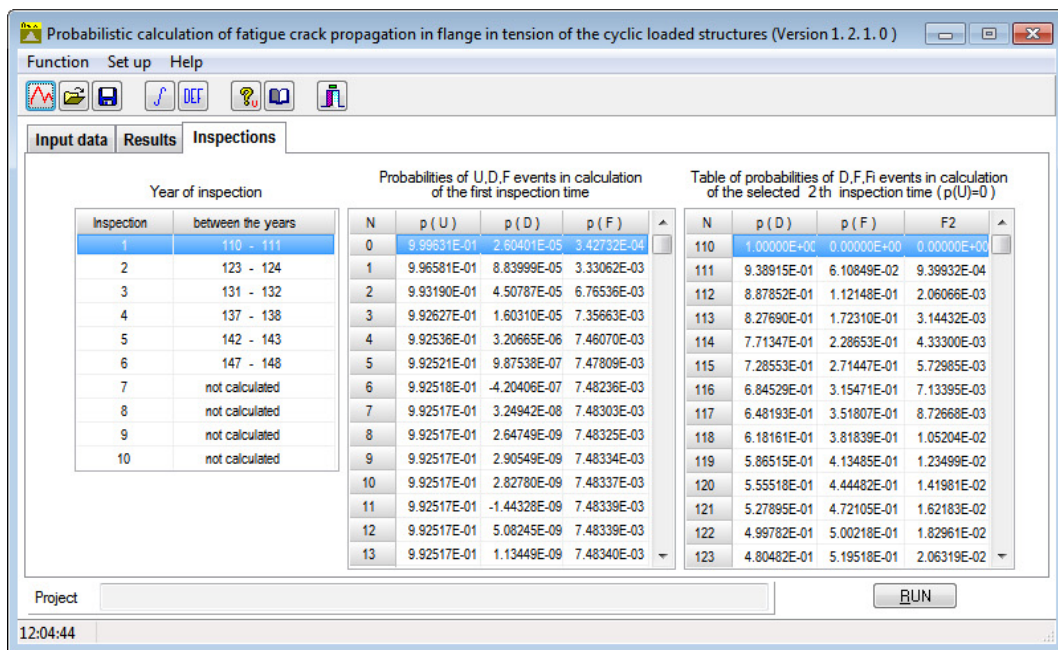 Probabilistic calculation of fatigue crack propagation in flange in tension of the cyclic loaded structures (Version 1. 2. 1. 0 )
Function Set up Help
DEF U
Input data Results Inspections
Year of inspection
Inspection between the years
1 110 - 111
2 123 - 124
3 131 - 132
4 137 - 138
5 142 - 143
6 147 - 148
7 not calculated
8 not calculated
9 not calculated
10 not calculated
Probabilities of U,D,F events in calculation
of the first inspection time
N p ( U ) p ( D ) p ( F )
0 9.99631E-01 2.60401E-05 3.42732E-04
1 9.96581E-01 8.83999E-05 3.33062E-03
2 9.93190E-01 4.50787E-05 6.76536E-03
3 9.92627E-01 1.60310E-05 7.35663E-03
4 9.92536E-01 3.20665E-06 7.46070E-03
5 9.92521E-01 9.87538E-07 7.47809E-03
6 9.92518E-01 -4.20406E-07 7.48236E-03
7 9.92517E-01 3.24942E-08 7.48303E-03
8 9.92517E-01 2.64749E-09 7.48325E-03
9 9.92517E-01 2.90549E-09 7.48334E-03
10 9.92517E-01 2.82780E-09 7.48337E-03
11 9.92517E-01 -1.44328E-09 7.48339E-03
12 9.92517E-01 5.08245E-09 7.48339E-03
13 9.92517E-01 1.13449E-09 7.48340E-03
Table of probabilities of D,F,Fi events in calculation
of the selected 2 th inspection time ( p(U)=0 )
N p ( D ) p ( F ) F2
110 1.00000E+00 0.00000E+00 0.00000E+00
111 9.38915E-01 6.10849E-02 9.39932E-04
112 8.87852E-01 1.12148E-01 2.06066E-03
113 8.27690E-01 1.72310E-01 3.14432E-03
114 7.71347E-01 2.28653E-01 4.33300E-03
115 7.28553E-01 2.71447E-01 5.72985E-03
116 6.84529E-01 3.15471E-01 7.13395E-03
117 6.48193E-01 3.51807E-01 8.72668E-03
118 6.18161E-01 3.81839E-01 1.05204E-02
119 5.86515E-01 4.13485E-01 1.23499E-02
120 5.55518E-01 4.44482E-01 1.41981E-02
121 5.27895E-01 4.72105E-01 1.62183E-02
122 4.99782E-01 5.00218E-01 1.82961E-02
123 4.80482E-01 5.19518E-01 2.06319E-02
Project
RUN
12:04:44